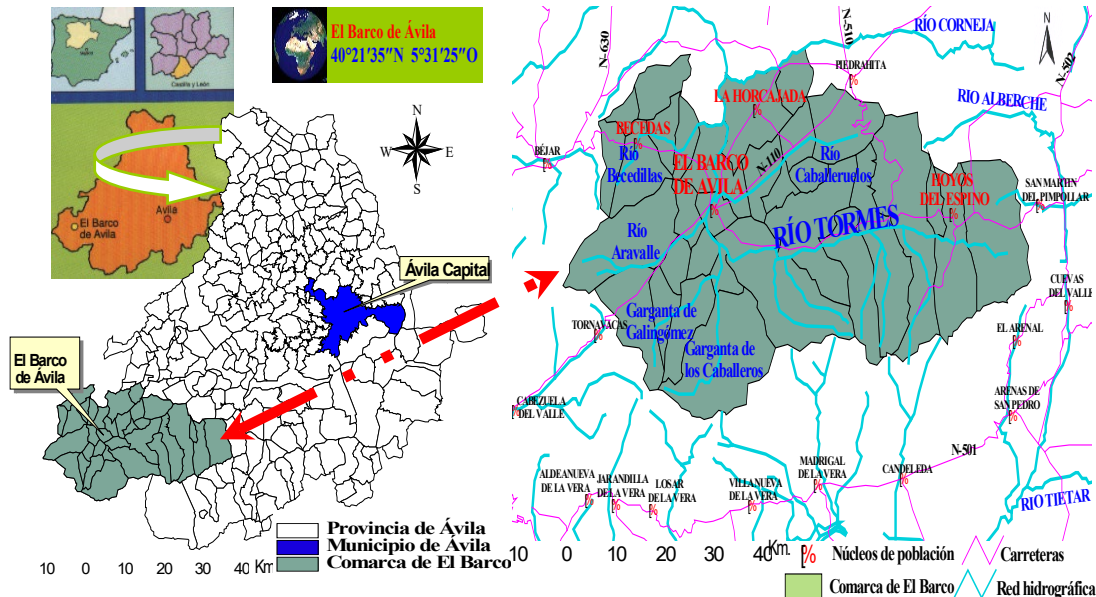 Castilla y León
El Barco
de Ávila
Ávila
El Barco de Ávila
40°21'35"N 5°31'25"O
N
W
E
S
Ávila Capital
El Barco
de Ávila
Provincia de Ávila
Municipio de Ávila
Comarca de El Barco
10 0 10 20 30 40 Km
N-630
N-510
RÍO CORNEJA
N
N-502
PIEDRAHITA
LA HORCAJADA
RIO ALBERCHE
BECEDAS
BÉJAR
Río
Becedillas
EL BARCO
DE AVILA
N-110
Río
Caballeruelos
HOYOS
DEL ESPINO
SAN MARTIN
DEL PIMPOLLAR
Río
Aravalle
RÍO TORMES
CUEVAS
DEL VALLE
Garganta de
Galingómez
TORNAVACAS
EL ARENAL
Garganta de
los Caballeros
CABEZUELA
DEL VALLE
ARENAS DE
SAN PEDRO
N-501
MADRIGAL
DE LA VERA
CANDELEDA
ALDEANUEVA
DE LA VERA
JARANDILLA
DE LA VERA
LOSAR
DE LA VERA
VILLANUEVA
DE LA VERA
RIO TIETAR
10 0 10 20 30 40 Km.
Núcleos de población
Carreteras
Comarca de El Barco
Red hidrográfica